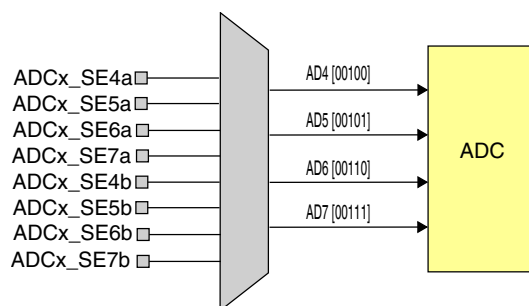 ADCx_SE4a
ADCx_SE5a
ADCx_SE6a
ADCx_SE7a
ADCx_SE4b
ADCx_SE5b
ADCx_SE6b
ADCx_SE7b
AD4 [00100]
AD5 [00101]
AD6 [00110]
AD7 [00111]
ADC